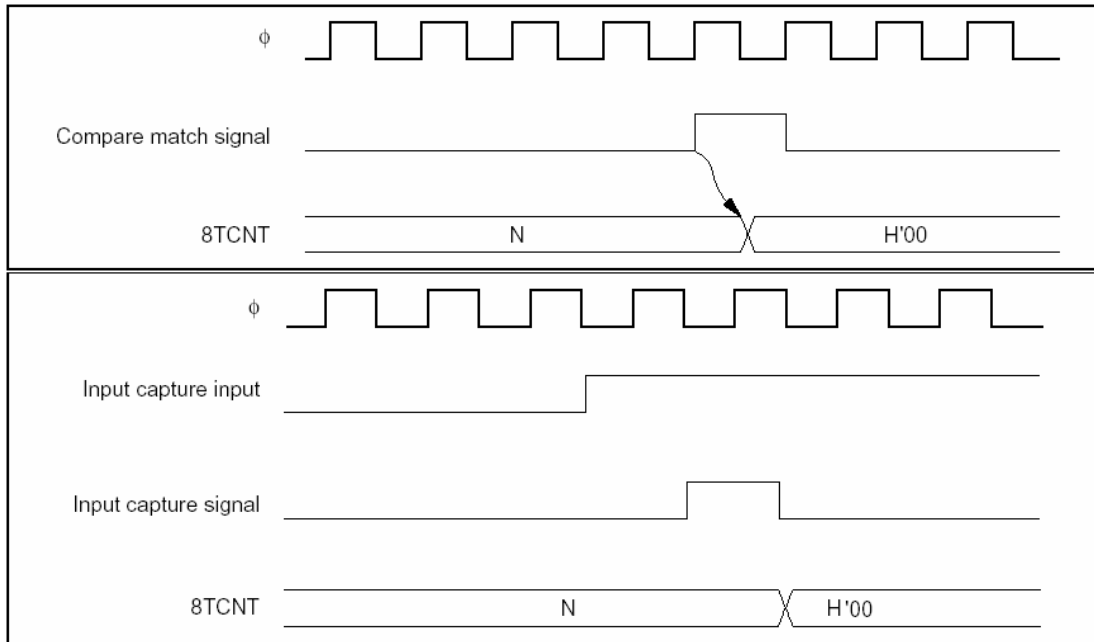 ϕ
Compare match signal
8TCNT N H'00
ϕ
Input capture input
Input capture signal
8TCNT N H'00